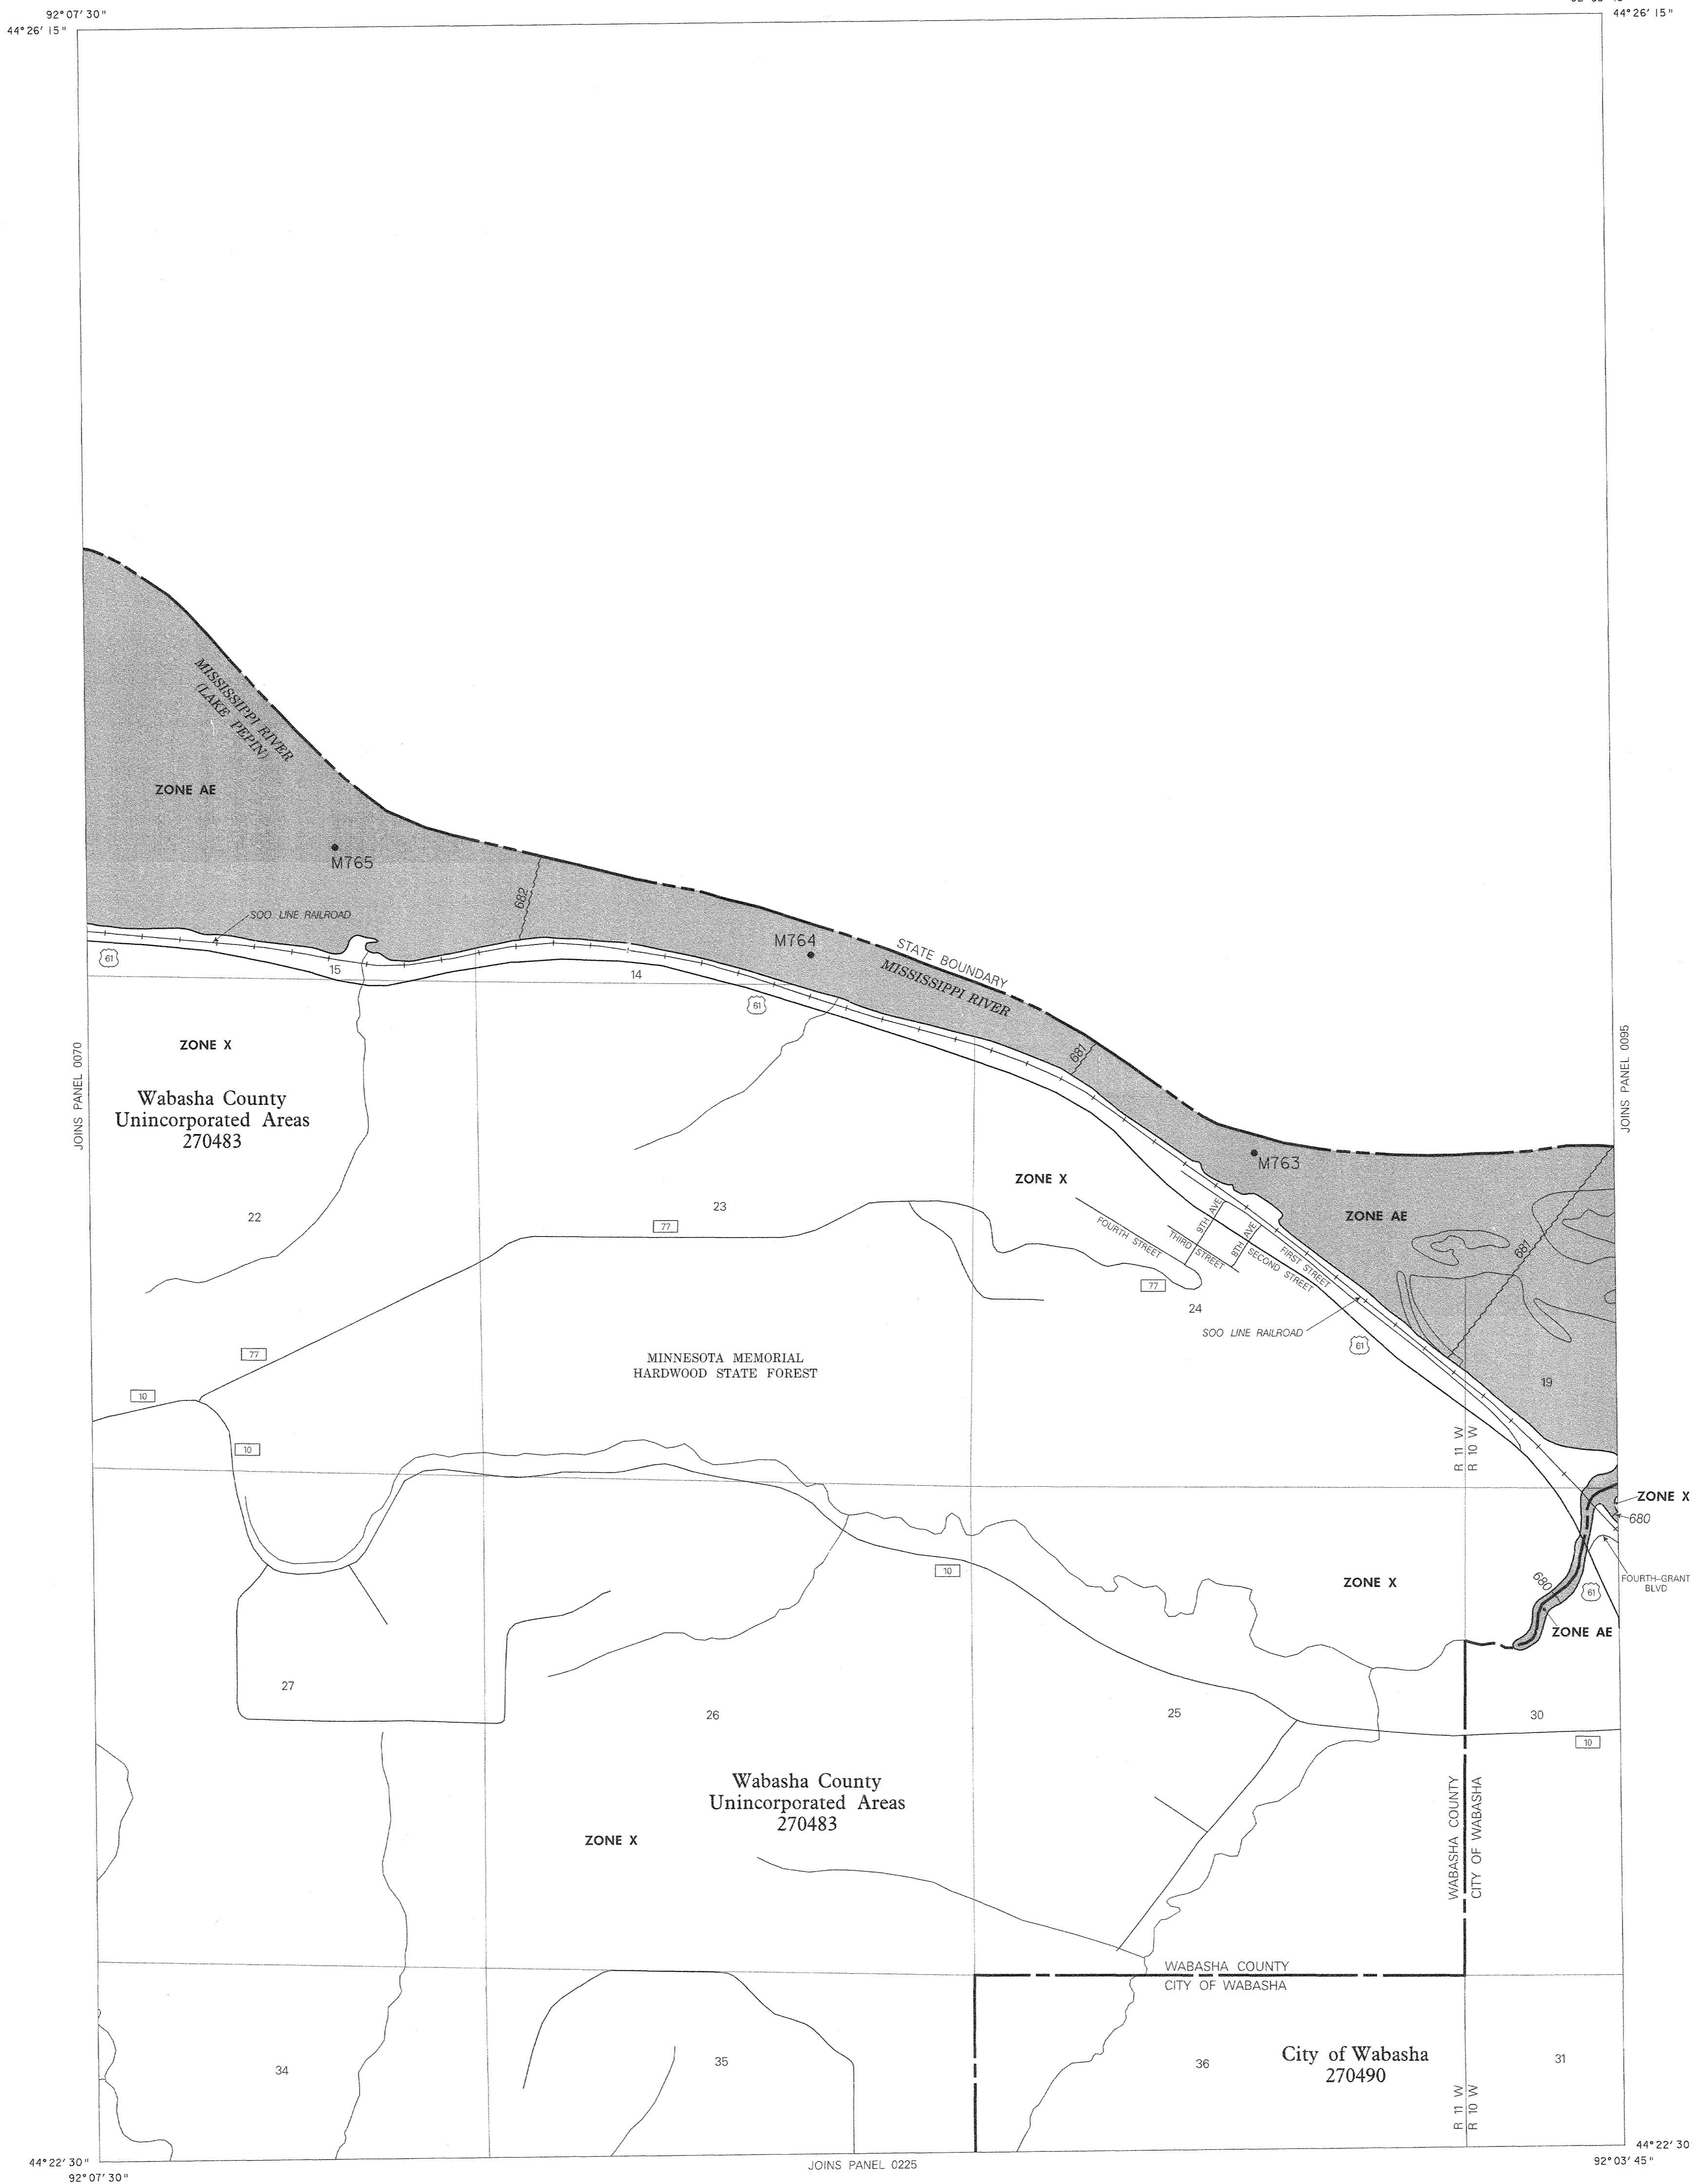 92°07'30"
44°26'15"
44°26'15"
MISSISSIPPI RIVER
(LAKE PEPIN)
ZONE AE
M765
682
SOO LINE RAILROAD
M764
STATE BOUNDARY
MISSISSIPPI RIVER
61
15
14
61
681
ZONE X
JOINS PANEL 0070
JOINS PANEL 0095
Wabasha County
Unincorporated Areas
270483
M763
ZONE X
22
23
77
9TH AVE
8TH AVE
FOURTH STREET
THIRD STREET
SECOND STREET
FIRST STREET
ZONE AE
681
77
24
SOO LINE RAILROAD
61
77
MINNESOTA MEMORIAL
HARDWOOD STATE FOREST
10
19
10
R 11 W
R 10 W
ZONE X
680
10
ZONE X
680
61
FOURTH-GRANT
BLVD
ZONE AE
27
26
25
30
10
Wabasha County
Unincorporated Areas
270483
ZONE X
WABASHA COUNTY
CITY OF WABASHA
WABASHA COUNTY
CITY OF WABASHA
34
35
36
City of Wabasha
270490
31
R 11 W
R 10 W
44°22'30"
92°07'30"
JOINS PANEL 0225
44°22'30
92°03'45"